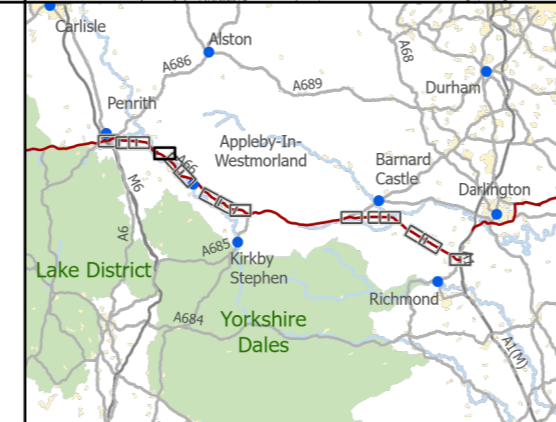 Carlisle
Alston
A68
A686
A689
Durham
Penrith
Appleby-In-
Westmorland
A66
Barnard
Castle
Darlington
M6
A6
A685
Kirkby
Stephen
Lake District
Richmond
A684
Yorkshire
Dales
A1(M)